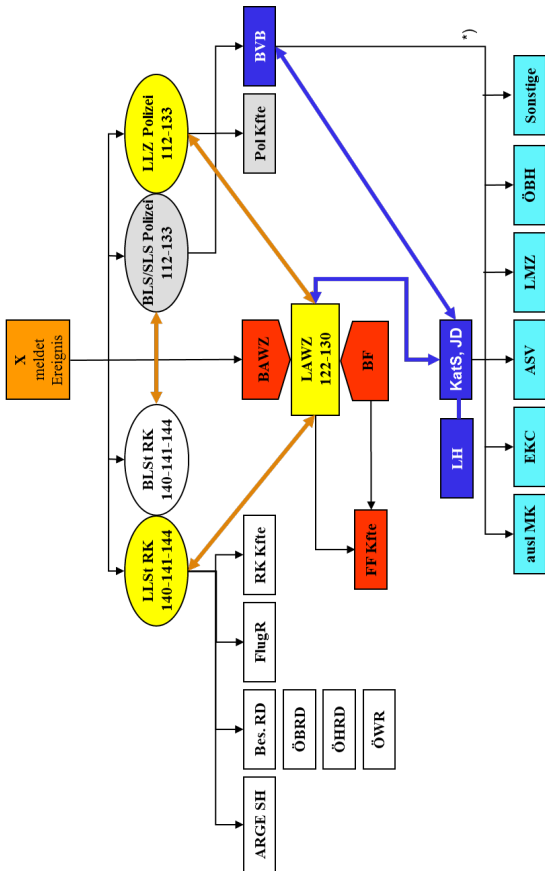 X
meldet
Ereignis
LLSt RK
140-141-144
BLSt RK
140-141-144
BLS/SLS Polizei
112-133
LLZ Polizei
112-133
ARGE SH
Bes. RD
FlugR
RK Kfte
BAWZ
Pol Kfte
BVB
ÖBRD
ÖHRD
ÖWR
LAWZ
122-130
BF
FF Kfte
LH
KatS, JD
*)
ausl MK
EKC
ASV
LMZ
ÖBH
Sonstige